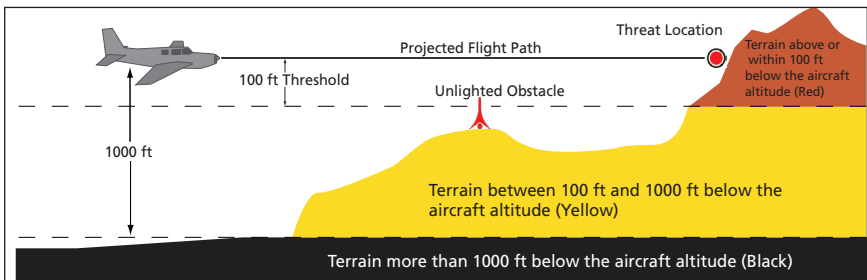 Threat Location
Projected Flight Path
Terrain above or
within 100 ft
below the aircraft
altitude (Red)
100 ft Threshold
Unlighted Obstacle
1000 ft
Terrain between 100 ft and 1000 ft below the
aircraft altitude (Yellow)
Terrain more than 1000 ft below the aircraft altitude (Black)